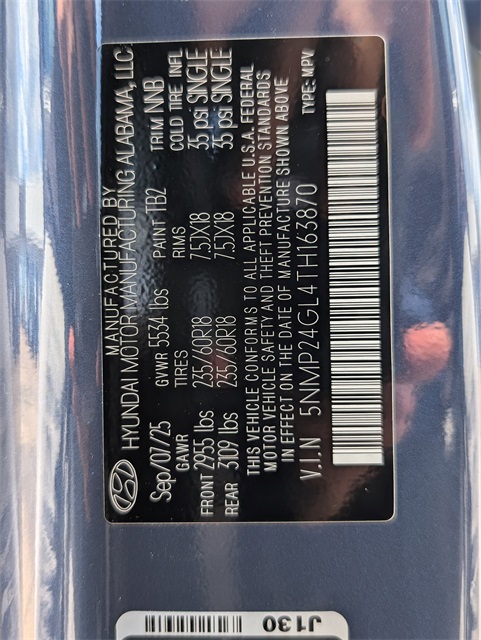 MANUFACTURED BY
HYUNDAI MOTOR MANUFACTURING ALABAMA, LLC
Sep/07/25 GVWR 5534 lbs PAINT TB2 TRIM NNB
GAWR TIRES RIMS COLD TIRE INFL
FRONT 2955 lbs 235/60R18 7.5JX18 35 psi SINGLE
REAR 3109 lbs 235/60R18 7.5JX18 35 psi SINGLE
THIS VEHICLE CONFORMS TO ALL APPLICABLE U.S.A. FEDERAL
MOTOR VEHICLE SAFETY AND THEFT PREVENTION STANDARDS
IN EFFECT ON THE DATE OF MANUFACTURE SHOWN ABOVE
V.I.N 5NMP24GL4TH163870 TYPE: MPV
J130